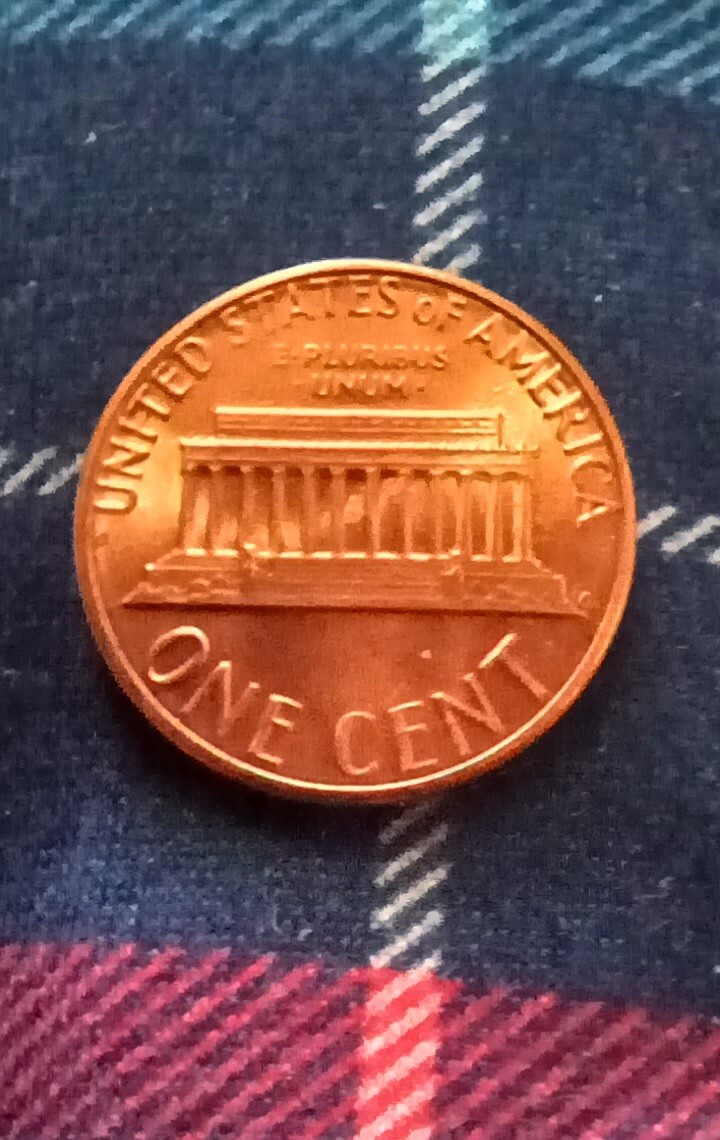 UNITED STATES OF AMERICA
E·PLURIBUS
·UNUM·
ONE CENT